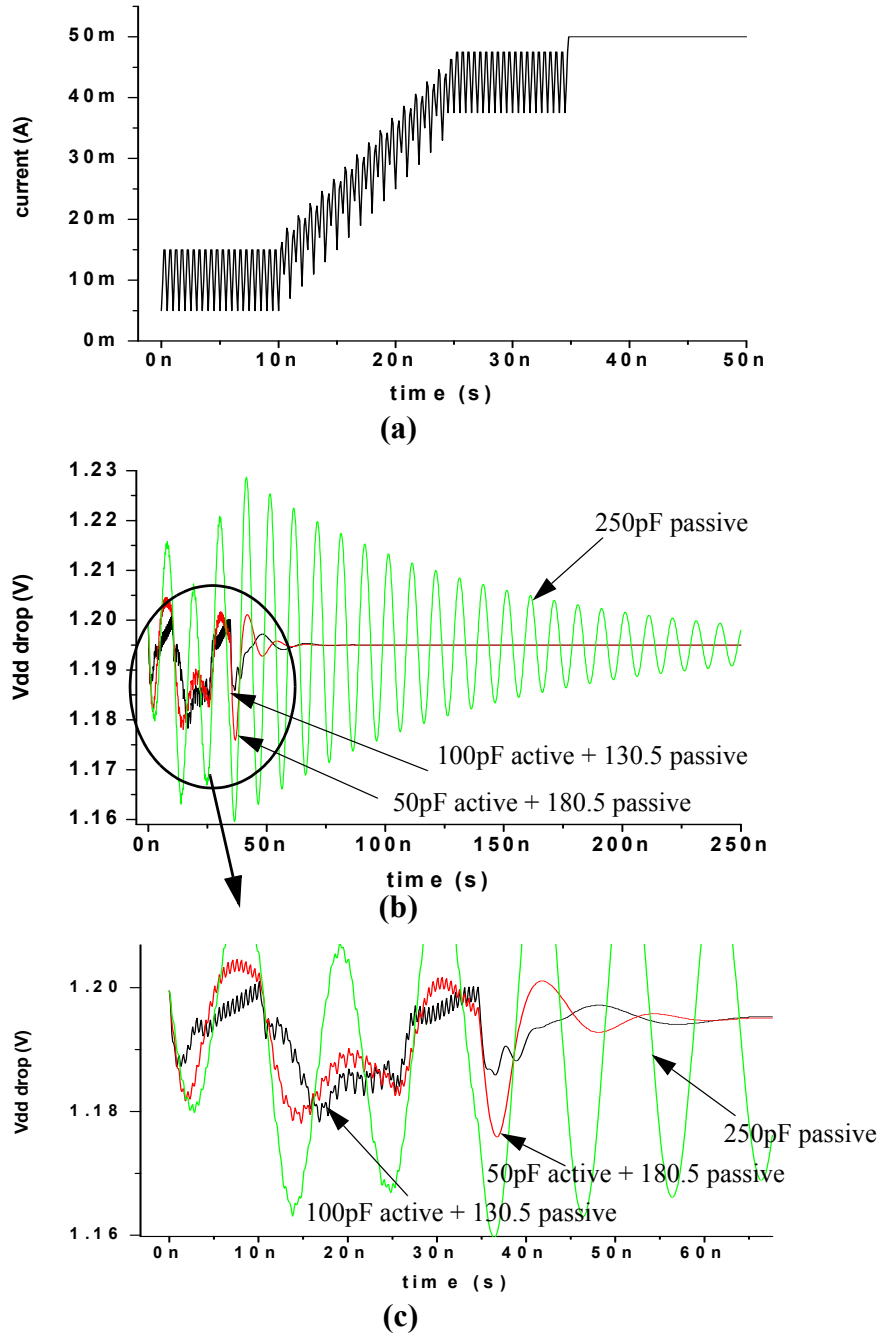 50m
40m
30m
20m
10m
0m
current (A)
0n 10n 20n 30n 40n 50n
time (s)
(a)
1.23
1.22
1.21
1.20
1.19
1.18
1.17
1.16
Vdd drop (V)
250pF passive
100pF active + 130.5 passive
50pF active + 180.5 passive
0n 50n 100n 150n 200n 250n
time (s)
(b)
1.20
1.18
1.16
Vdd drop (V)
250pF passive
50pF active + 180.5 passive
100pF active + 130.5 passive
0n 10n 20n 30n 40n 50n 60n
time (s)
(c)